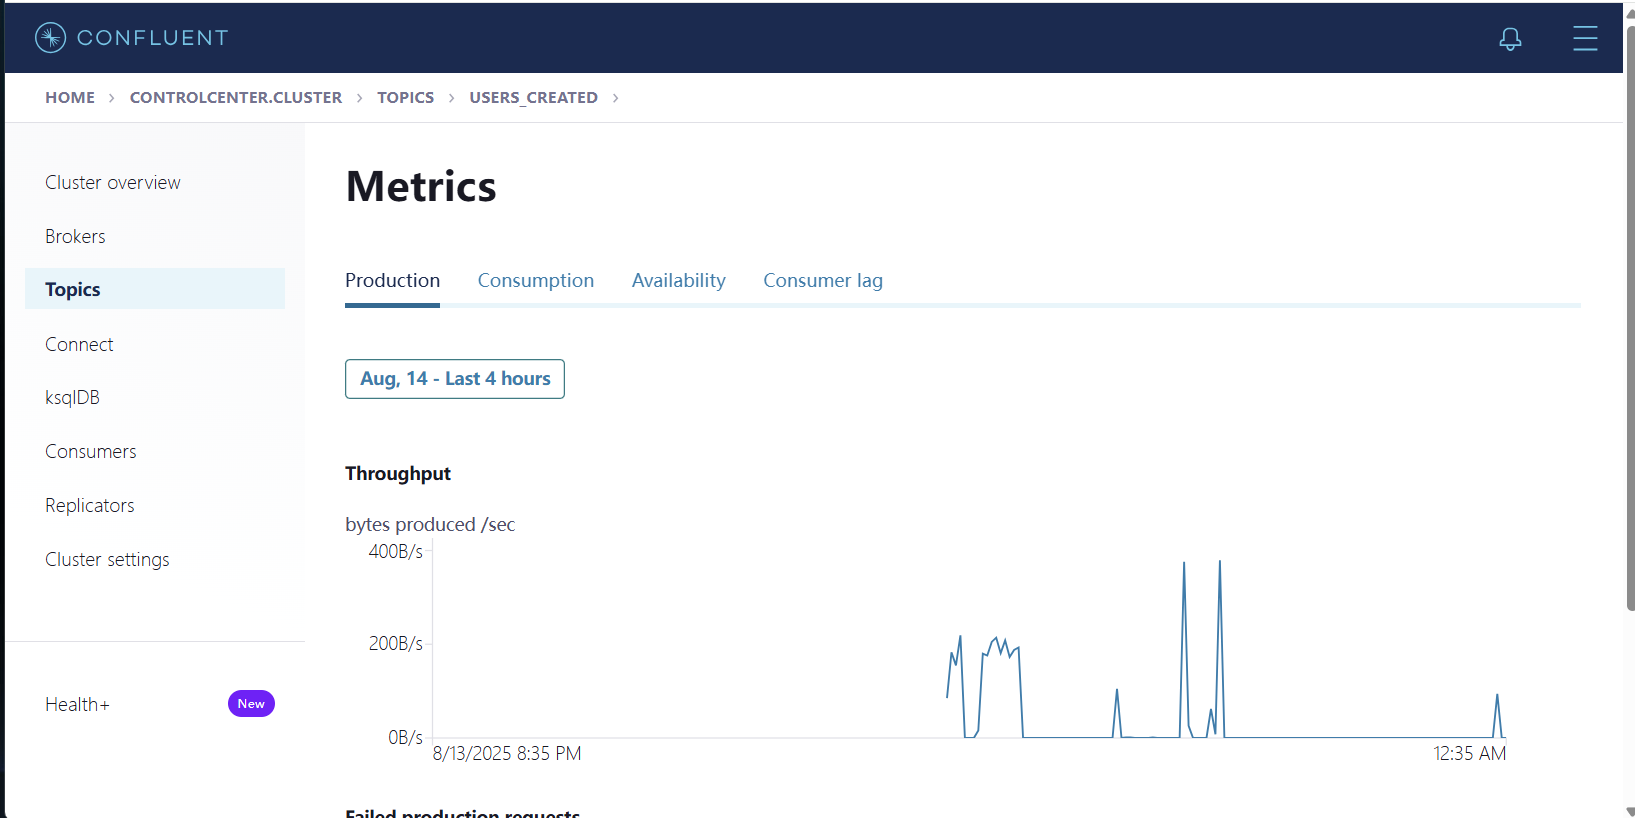 CONFLUENT
HOME > CONTROLCENTER.CLUSTER > TOPICS > USERS_CREATED >
Cluster overview
Brokers
Topics
Connect
ksqlDB
Consumers
Replicators
Cluster settings
Health+ New
Metrics
Production Consumption Availability Consumer lag
Aug, 14 - Last 4 hours
Throughput
bytes produced /sec
400B/s
200B/s
0B/s
8/13/2025 8:35 PM 12:35 AM
Failed production requests